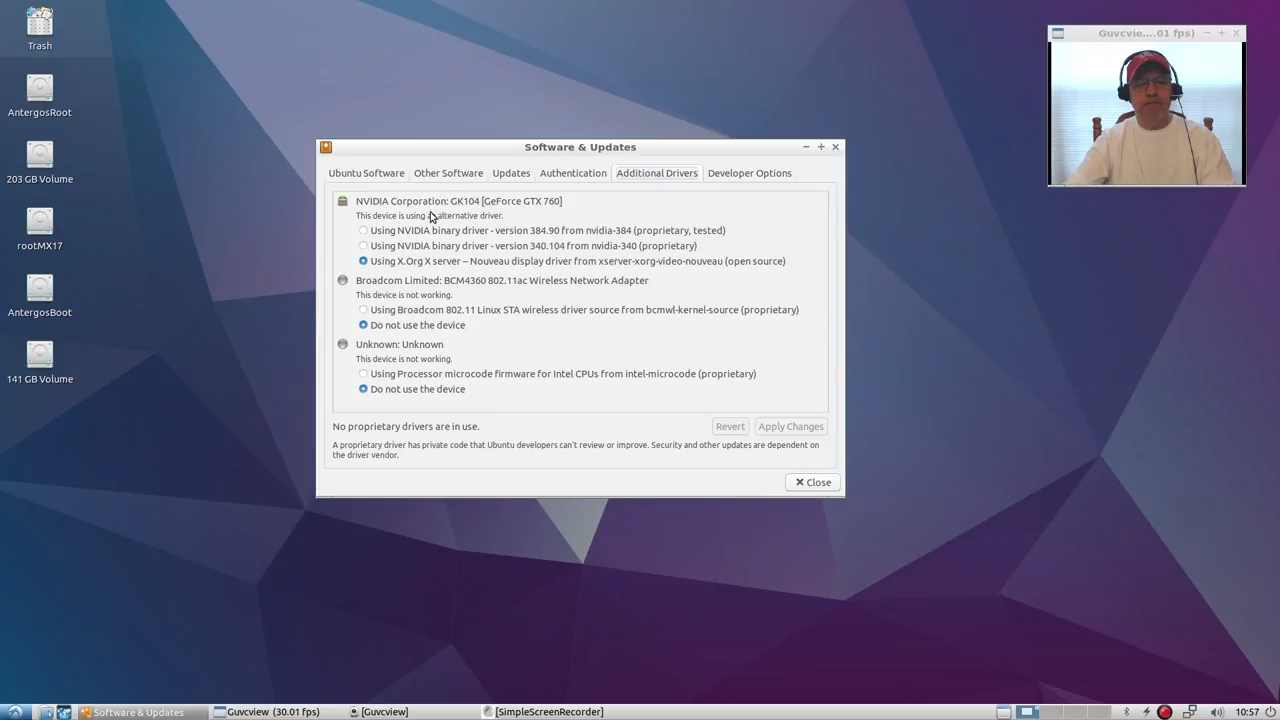 Trash
AntergosRoot
203 GB Volume
rootMX17
AntergosBoot
141 GB Volume
Guvcvie....01 fps)
Software & Updates
Ubuntu Software
Other Software
Updates
Authentication
Additional Drivers
Developer Options
NVIDIA Corporation: GK104 [GeForce GTX 760]
This device is using alternative driver.
Using NVIDIA binary driver - version 384.90 from nvidia-384 (proprietary, tested)
Using NVIDIA binary driver - version 340.104 from nvidia-340 (proprietary)
Using X.Org X server – Nouveau display driver from xserver-xorg-video-nouveau (open source)
Broadcom Limited: BCM4360 802.11ac Wireless Network Adapter
This device is not working.
Using Broadcom 802.11 Linux STA wireless driver source from bcmwl-kernel-source (proprietary)
Do not use the device
Unknown: Unknown
This device is not working.
Using Processor microcode firmware for Intel CPUs from intel-microcode (proprietary)
Do not use the device
No proprietary drivers are in use.
Revert
Apply Changes
A proprietary driver has private code that Ubuntu developers can't review or improve. Security and other updates are dependent on
the driver vendor.
Close
Software & Updates
Guvcview (30.01 fps)
[Guvcview]
[SimpleScreenRecorder]
10:57